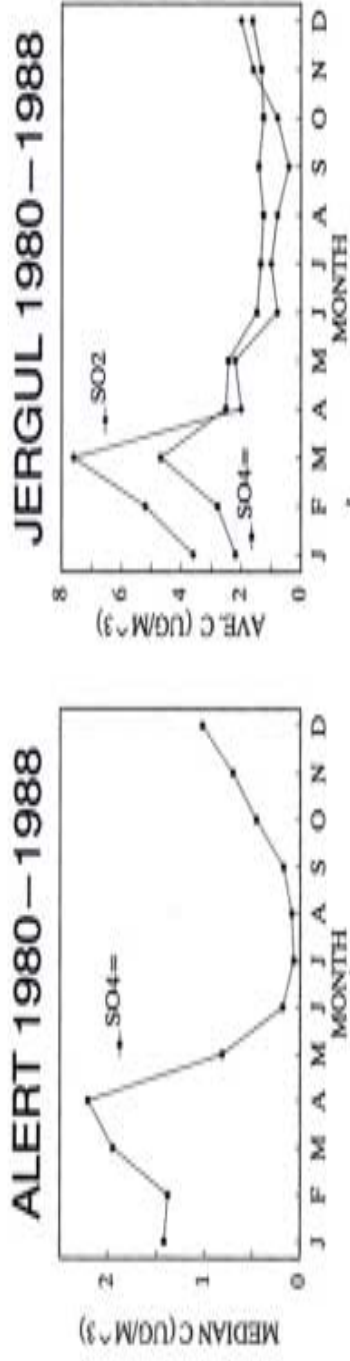 ALERT 1980–1988
MEDIAN C (UG/M^3)
2
1
0
SO4=
J F M A M J J A S O N D
MONTH
JERGUL 1980–1988
AVE. C (UG/M^3)
8
6
4
2
0
SO2
SO4=
J F M A M J J A S O N D
MONTH